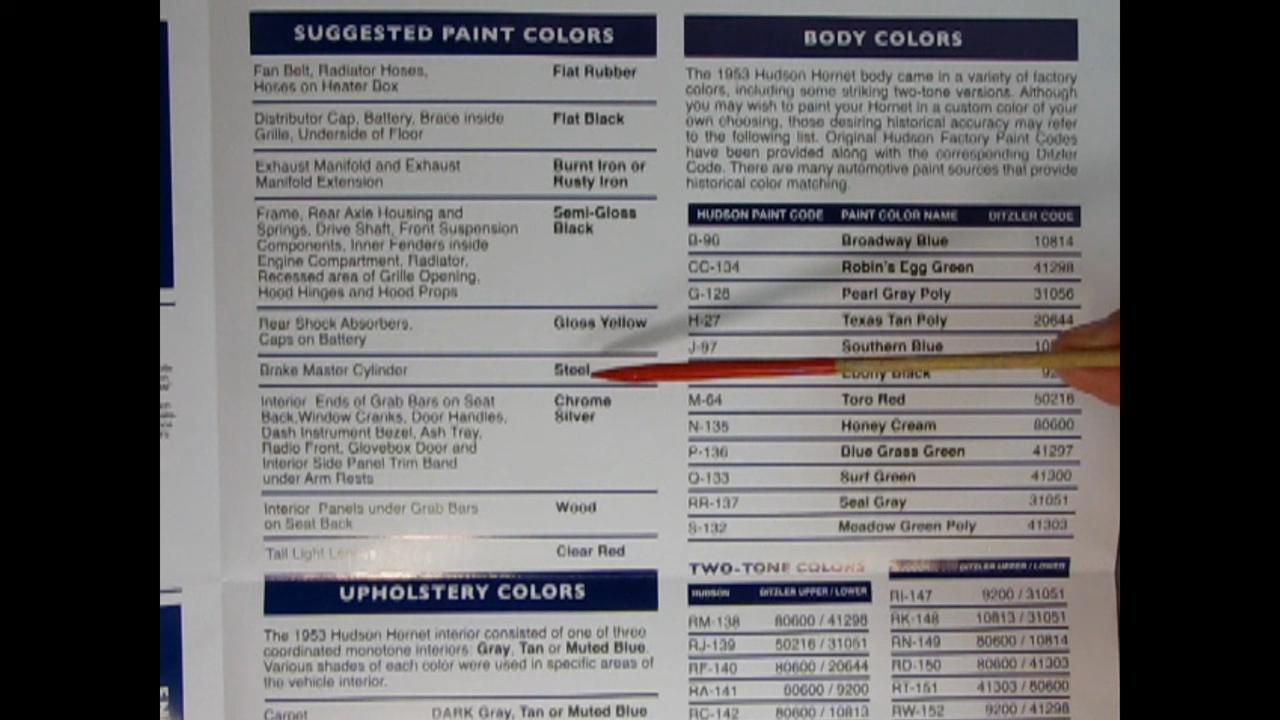 SUGGESTED PAINT COLORS
Fan Belt, Radiator Hoses, Flat Rubber
Hoses on Heater Box
Distributor Cap, Battery, Brace inside Flat Black
Grille, Underside of Floor
Exhaust Manifold and Exhaust Burnt Iron or
Manifold Extension Rusty Iron
Frame, Rear Axle Housing and Semi-Gloss
Springs, Drive Shaft, Front Suspension Black
Components, Inner Fenders inside
Engine Compartment, Radiator,
Recessed area of Grille Opening,
Hood Hinges and Hood Props
Rear Shock Absorbers, Gloss Yellow
Caps on Battery
Brake Master Cylinder Steel
Interior Ends of Grab Bars on Seat Chrome
Back,Window Cranks, Door Handles, Silver
Dash Instrument Bezel, Ash Tray,
Radio Front, Glovebox Door and
Interior Side Panel Trim Band
under Arm Rests
Interior Panels under Grab Bars Wood
on Seat Back
Tail Light Clear Red
UPHOLSTERY COLORS
The 1953 Hudson Hornet interior consisted of one of three
coordinated monotone interiors: Gray, Tan or Muted Blue.
Various shades of each color were used in specific areas of
the vehicle interior.
Carpet DARK Gray, Tan or Muted Blue
BODY COLORS
The 1953 Hudson Hornet body came in a variety of factory
colors, including some striking two-tone versions. Although
you may wish to paint your Hornet in a custom color of your
own choosing, those desiring historical accuracy may refer
to the following list. Original Hudson Factory Paint Codes
have been provided along with the corresponding Ditzler
Code. There are many automotive paint sources that provide
historical color matching.
HUDSON PAINT CODE PAINT COLOR NAME DITZLER CODE
Broadway Blue 10814
CC-134 Robin's Egg Green 41298
G-128 Pearl Gray Poly 31056
H-27 Texas Tan Poly 20644
J-97 Southern Blue
Ebony Black
M-64 Toro Red 50216
N-135 Honey Cream 80600
P-136 Blue Grass Green 41297
Q-133 Surf Green 41300
RR-137 Seal Gray 31051
S-132 Meadow Green Poly 41303
TWO-TONE COLORS
HUDSON DITZLER UPPER / LOWER
RM-138 80600 / 41298
RJ-139 50216 / 31051
RF-140 80600 / 20644
RA-141 80600 / 9200
RC-142 80600 / 10813
DITZLER UPPER / LOWER
RI-147 9200 / 31051
RK-148 10813 / 31051
RN-149 80600 / 10814
RO-150 80600 / 41303
RT-151 41303 / 80600
RW-152 9200 / 41298